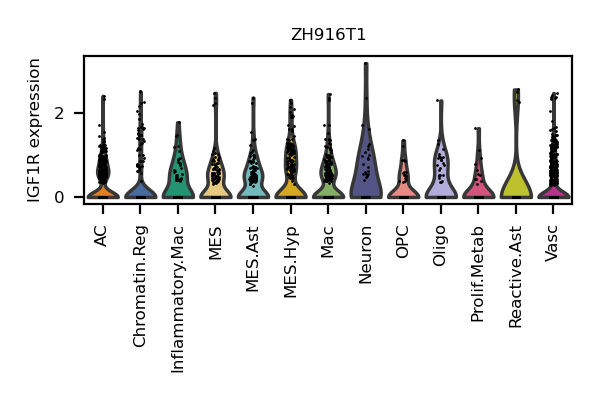 ZH916T1
IGF1R expression
2
0
AC
Chromatin.Reg
Inflammatory.Mac
MES
MES.Ast
MES.Hyp
Mac
Neuron
OPC
Oligo
Prolif.Metab
Reactive.Ast
Vasc